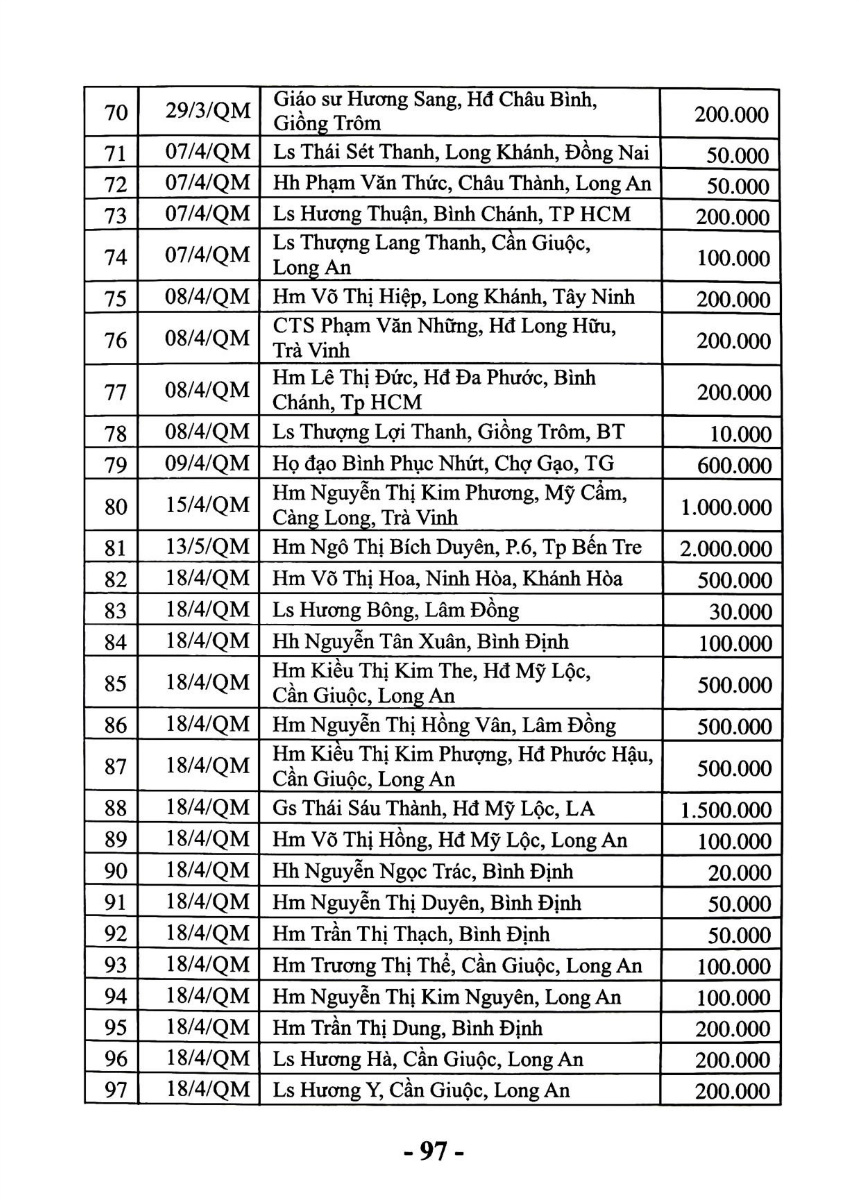 70 29/3/QM Giáo sư Hương Sang, Hđ Châu Bình, 200.000
Giồng Trôm
71 07/4/QM Ls Thái Sét Thanh, Long Khánh, Đồng Nai 50.000
72 07/4/QM Hh Phạm Văn Thức, Châu Thành, Long An 50.000
73 07/4/QM Ls Hương Thuận, Bình Chánh, TP HCM 200.000
74 07/4/QM Ls Thượng Lang Thanh, Cần Giuộc, 100.000
Long An
75 08/4/QM Hm Võ Thị Hiệp, Long Khánh, Tây Ninh 200.000
76 08/4/QM CTS Phạm Văn Những, Hđ Long Hữu, 200.000
Trà Vinh
77 08/4/QM Hm Lê Thị Đức, Hđ Đa Phước, Bình 200.000
Chánh, Tp HCM
78 08/4/QM Ls Thượng Lợi Thanh, Giồng Trôm, BT 10.000
79 09/4/QM Họ đạo Bình Phục Nhứt, Chợ Gạo, TG 600.000
80 15/4/QM Hm Nguyễn Thị Kim Phương, Mỹ Cẩm, 1.000.000
Càng Long, Trà Vinh
81 13/5/QM Hm Ngô Thị Bích Duyên, P.6, Tp Bến Tre 2.000.000
82 18/4/QM Hm Võ Thị Hoa, Ninh Hòa, Khánh Hòa 500.000
83 18/4/QM Ls Hương Bông, Lâm Đồng 30.000
84 18/4/QM Hh Nguyễn Tân Xuân, Bình Định 100.000
85 18/4/QM Hm Kiều Thị Kim The, Hđ Mỹ Lộc, 500.000
Cần Giuộc, Long An
86 18/4/QM Hm Nguyễn Thị Hồng Vân, Lâm Đồng 500.000
87 18/4/QM Hm Kiều Thị Kim Phượng, Hđ Phước Hậu, 500.000
Cần Giuộc, Long An
88 18/4/QM Gs Thái Sáu Thành, Hđ Mỹ Lộc, LA 1.500.000
89 18/4/QM Hm Võ Thị Hồng, Hđ Mỹ Lộc, Long An 100.000
90 18/4/QM Hh Nguyễn Ngọc Trác, Bình Định 20.000
91 18/4/QM Hm Nguyễn Thị Duyên, Bình Định 50.000
92 18/4/QM Hm Trần Thị Thạch, Bình Định 50.000
93 18/4/QM Hm Trương Thị Thể, Cần Giuộc, Long An 100.000
94 18/4/QM Hm Nguyễn Thị Kim Nguyên, Long An 100.000
95 18/4/QM Hm Trần Thị Dung, Bình Định 200.000
96 18/4/QM Ls Hương Hà, Cần Giuộc, Long An 200.000
97 18/4/QM Ls Hương Y, Cần Giuộc, Long An 200.000
- 97 -